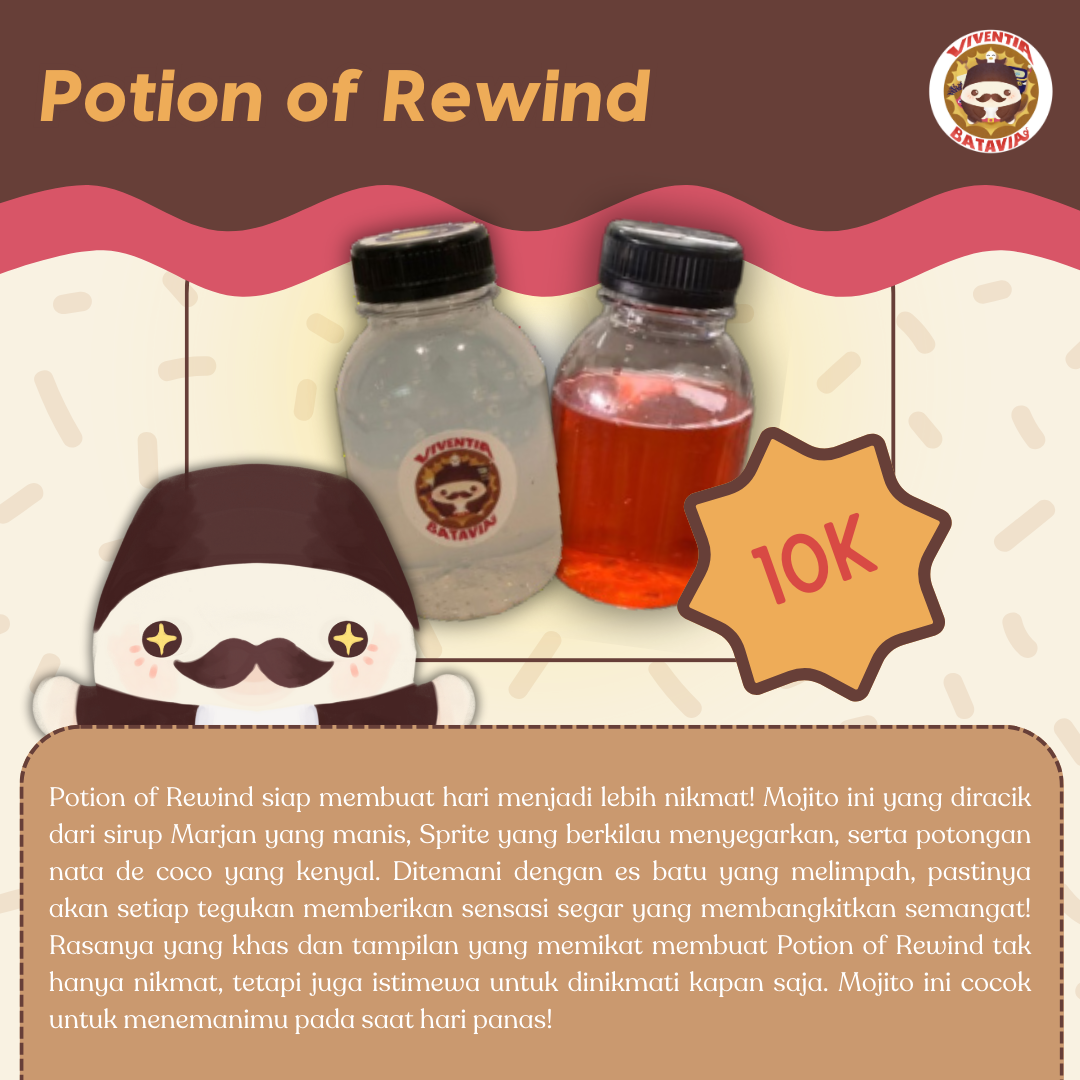 Potion of Rewind
VIVENTIA
BATAVIA
VIVENTIA
BATAVIA
10K
Potion of Rewind siap membuat hari menjadi lebih nikmat! Mojito ini yang diracik
dari sirup Marjan yang manis, Sprite yang berkilau menyegarkan, serta potongan
nata de coco yang kenyal. Ditemani dengan es batu yang melimpah, pastinya
akan setiap tegukan memberikan sensasi segar yang membangkitkan semangat!
Rasanya yang khas dan tampilan yang memikat membuat Potion of Rewind tak
hanya nikmat, tetapi juga istimewa untuk dinikmati kapan saja. Mojito ini cocok
untuk menemanimu pada saat hari panas!